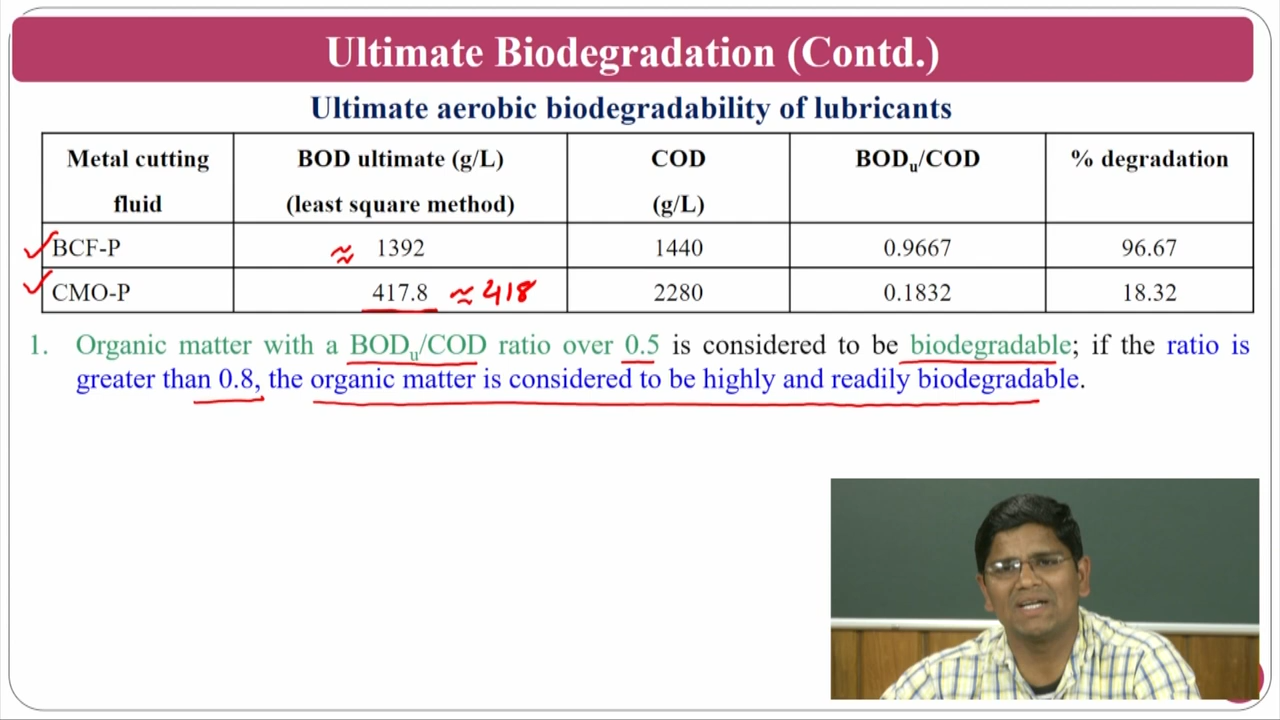 Ultimate Biodegradation (Contd.)
Ultimate aerobic biodegradability of lubricants
Metal cutting fluid BOD ultimate (g/L) (least square method) COD (g/L) BODu/COD % degradation
BCF-P ≈ 1392 1440 0.9667 96.67
CMO-P 417.8 ≈ 418 2280 0.1832 18.32
1. Organic matter with a BODu/COD ratio over 0.5 is considered to be biodegradable; if the ratio is
greater than 0.8, the organic matter is considered to be highly and readily biodegradable.